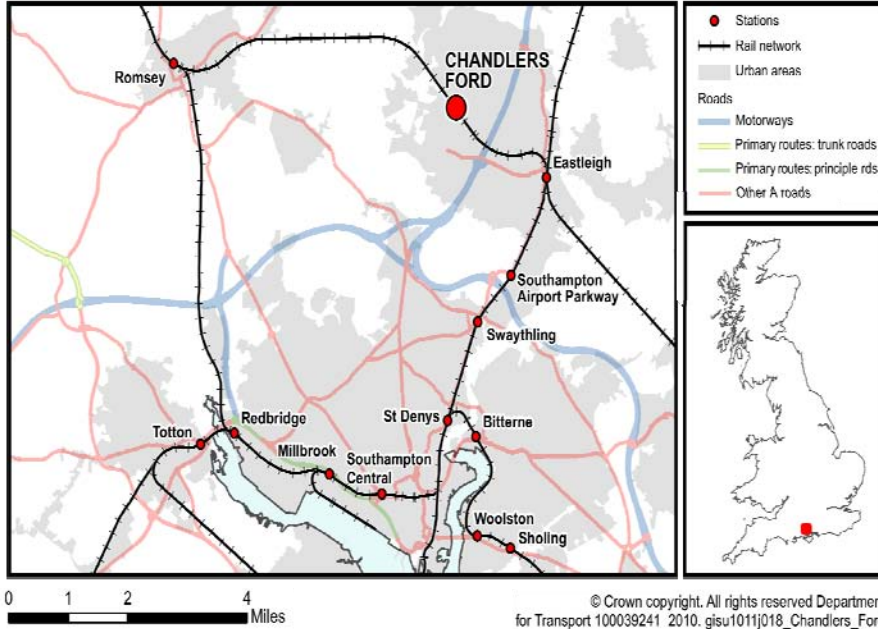 CHANDLERS
FORD
Romsey
Eastleigh
Southampton
Airport Parkway
Swaythling
St Denys
Bitterne
Redbridge
Totton
Millbrook
Southampton
Central
Woolston
Sholing
Stations
Rail network
Urban areas
Roads
Motorways
Primary routes: trunk roads
Primary routes: principle rds
Other A roads
0 1 2 4
Miles
© Crown copyright. All rights reserved Departmen
for Transport 100039241 2010. gisu1011j018_Chandlers_For